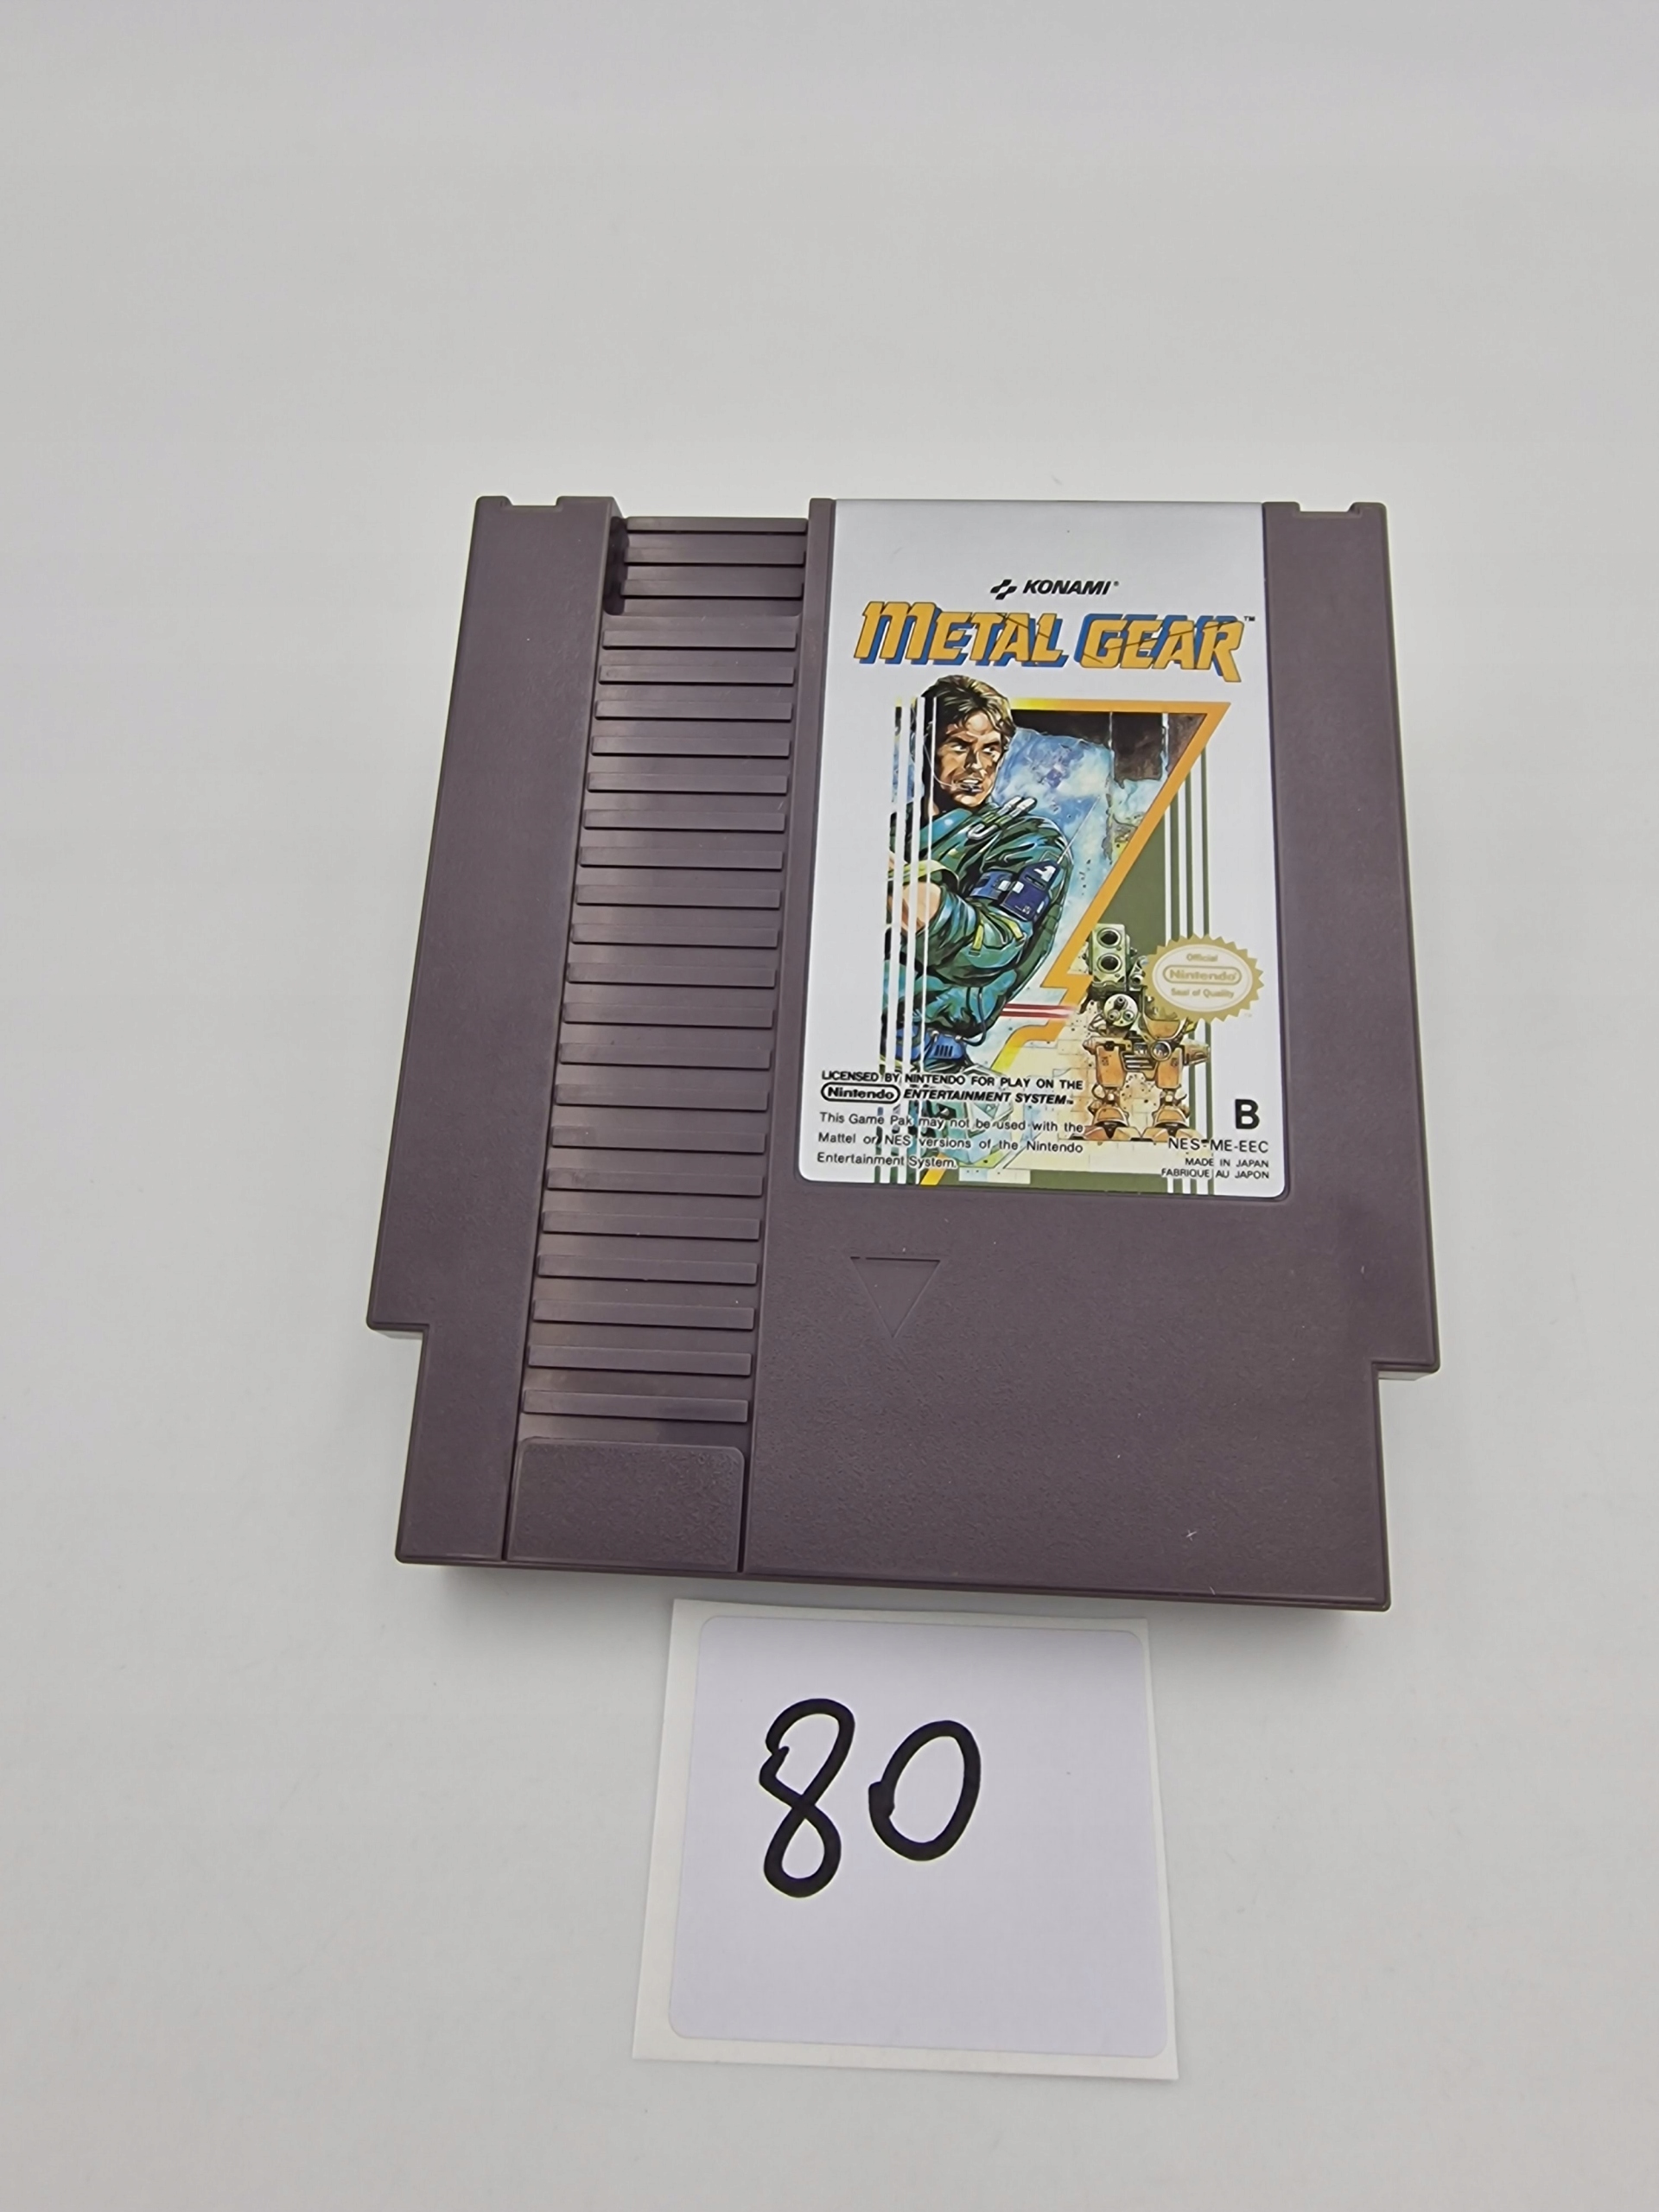 KONAMI®
METAL GEAR™
Official
Nintendo®
Seal of Quality
LICENSED BY NINTENDO FOR PLAY ON THE
Nintendo® ENTERTAINMENT SYSTEM™
This Game Pak may not be used with the
Mattel or NES versions of the Nintendo
Entertainment System.
B
NES-ME-EEC
MADE IN JAPAN
FABRIQUE AU JAPON
80